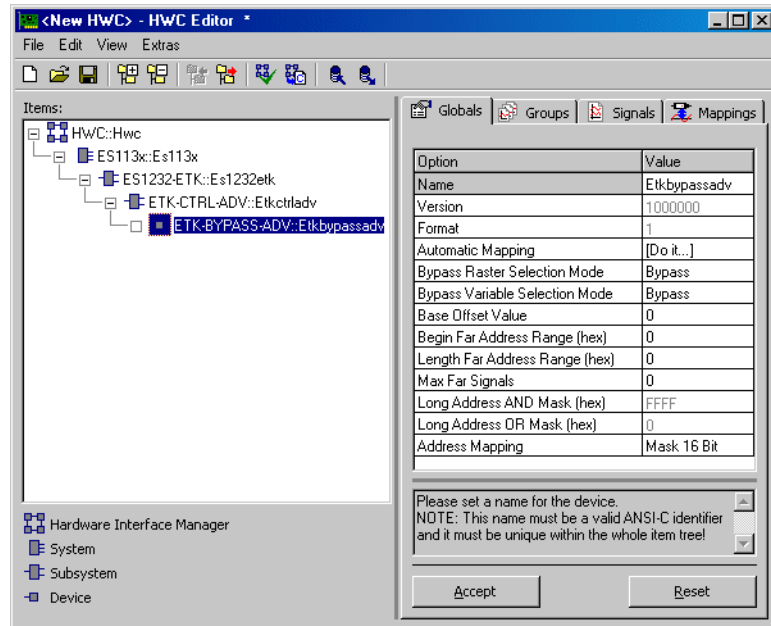 <New HWC> - HWC Editor *
File Edit View Extras
Items:
HWC::Hwc
ES113x::Es113x
ES1232-ETK::Es1232etk
ETK-CTRL-ADV::Etkctrladv
ETK-BYPASS-ADV::Etkbypassadv
Hardware Interface Manager
System
Subsystem
Device
Globals Groups Signals Mappings
Option Value
Name Etkbypassadv
Version 1000000
Format 1
Automatic Mapping [Do it...]
Bypass Raster Selection Mode Bypass
Bypass Variable Selection Mode Bypass
Base Offset Value 0
Begin Far Address Range (hex) 0
Length Far Address Range (hex) 0
Max Far Signals 0
Long Address AND Mask (hex) FFFF
Long Address OR Mask (hex) 0
Address Mapping Mask 16 Bit
Please set a name for the device.
NOTE: This name must be a valid ANSI-C identifier
and it must be unique within the whole item tree!
Accept Reset